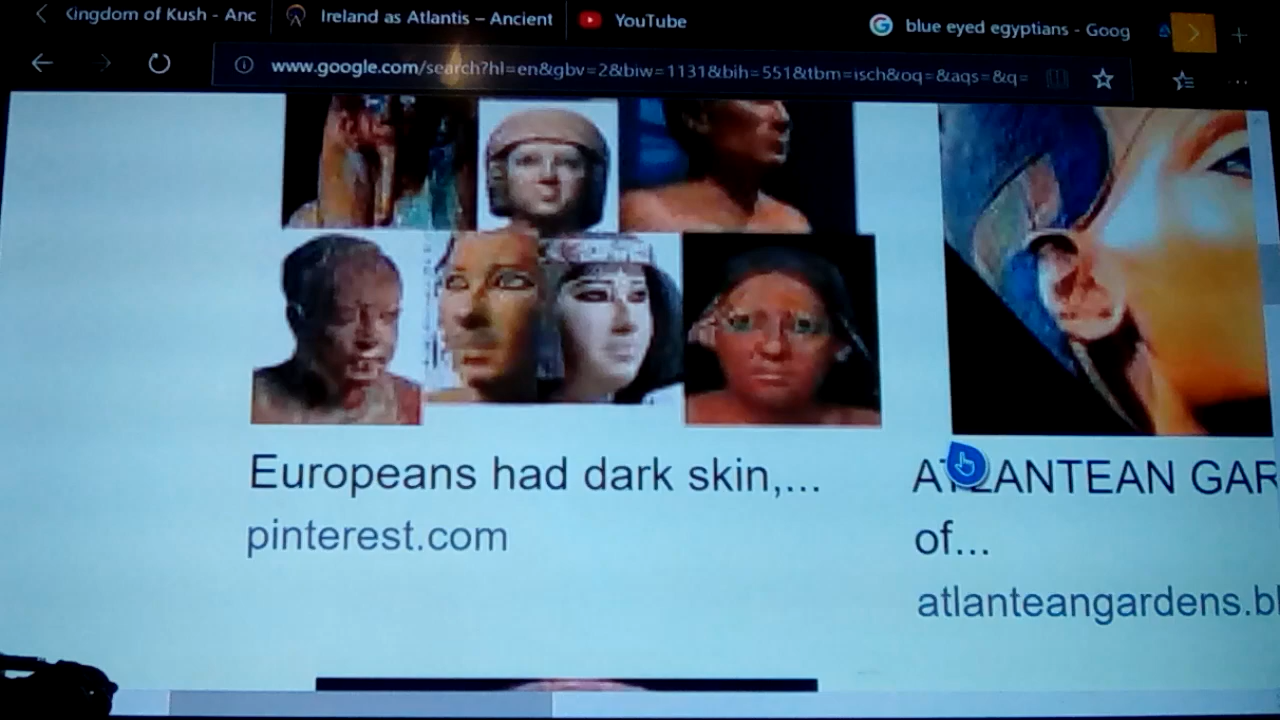 Kingdom of Kush - Anc
Ireland as Atlantis – Ancient
YouTube
blue eyed egyptians - Goog
www.google.com/search?hl=en&gbv=2&biw=1131&bih=551&tbm=isch&oq=&aqs=&q=
Europeans had dark skin,...
pinterest.com
ATLANTEAN GAR
of...
atlanteangardens.bl